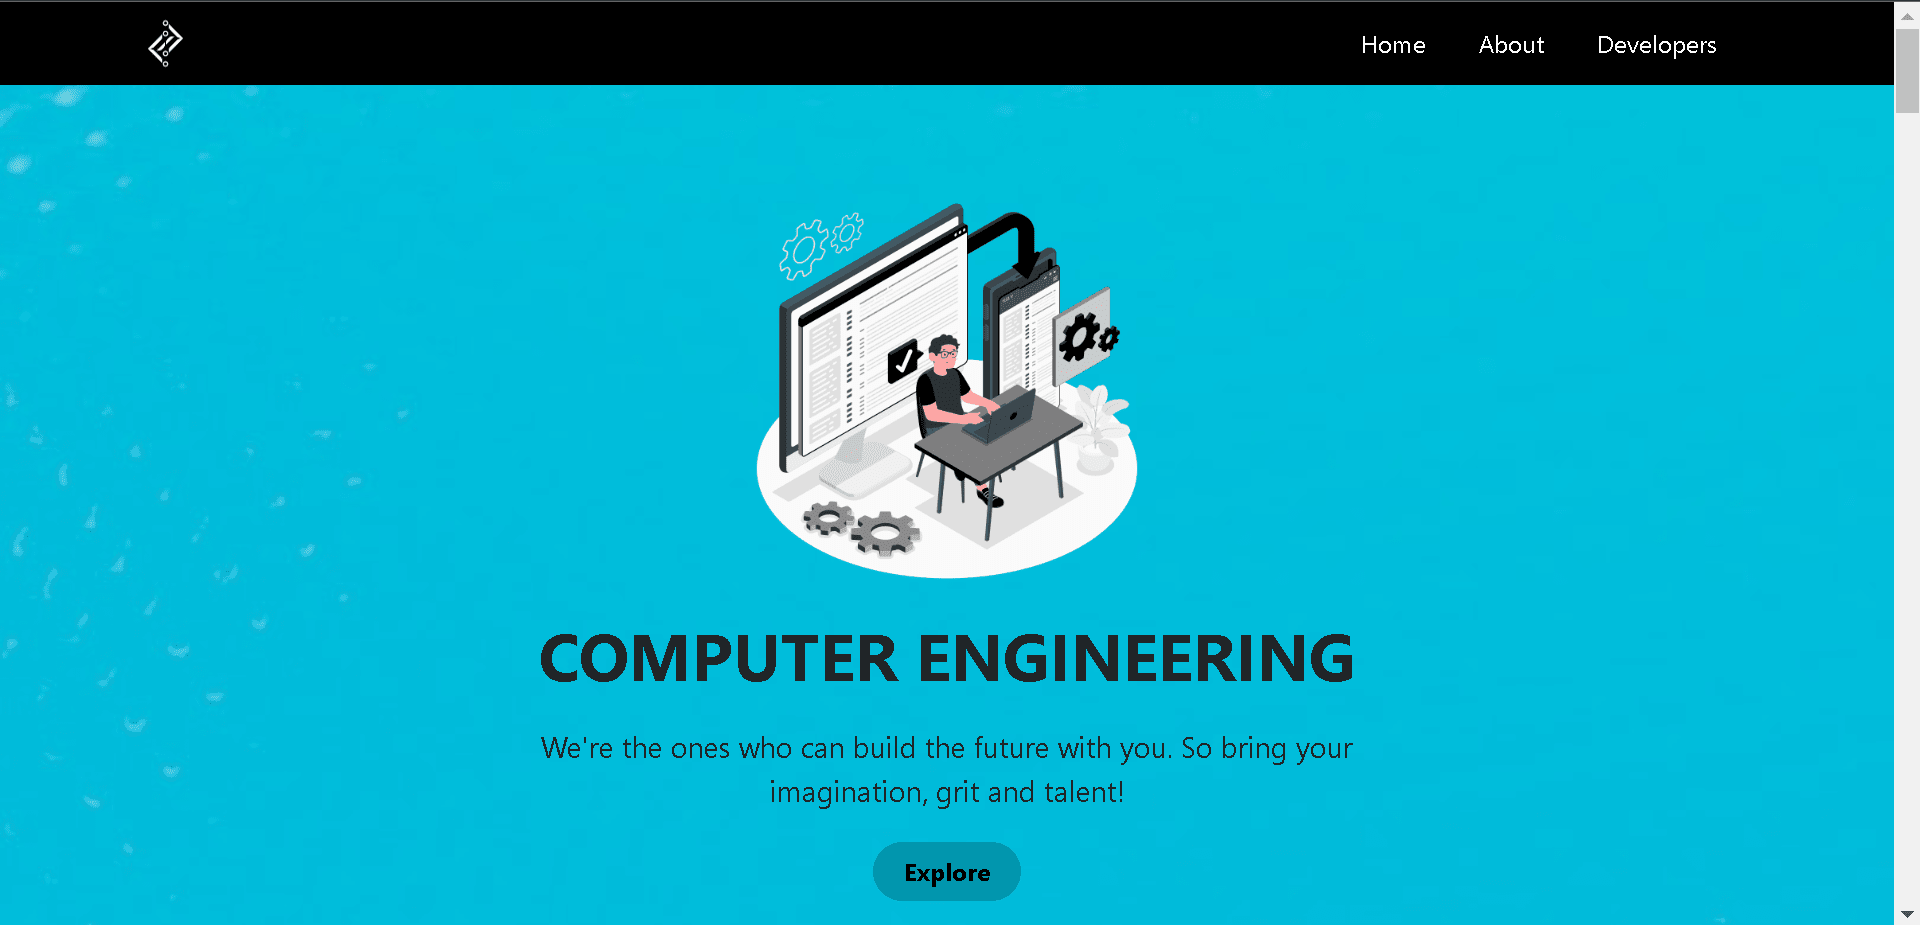 Home About Developers
COMPUTER ENGINEERING
We're the ones who can build the future with you. So bring your
imagination, grit and talent!
Explore